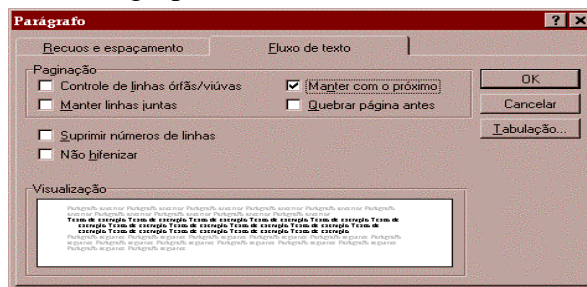 Parágrafo
Recuos e espaçamento Fluxo de texto
Paginação
Controle de linhas órfãs/viúvas Manter com o próximo OK
Manter linhas juntas Quebrar página antes Cancelar
Suprimir números de linhas Tabulação...
Não hifenizar
Visualização